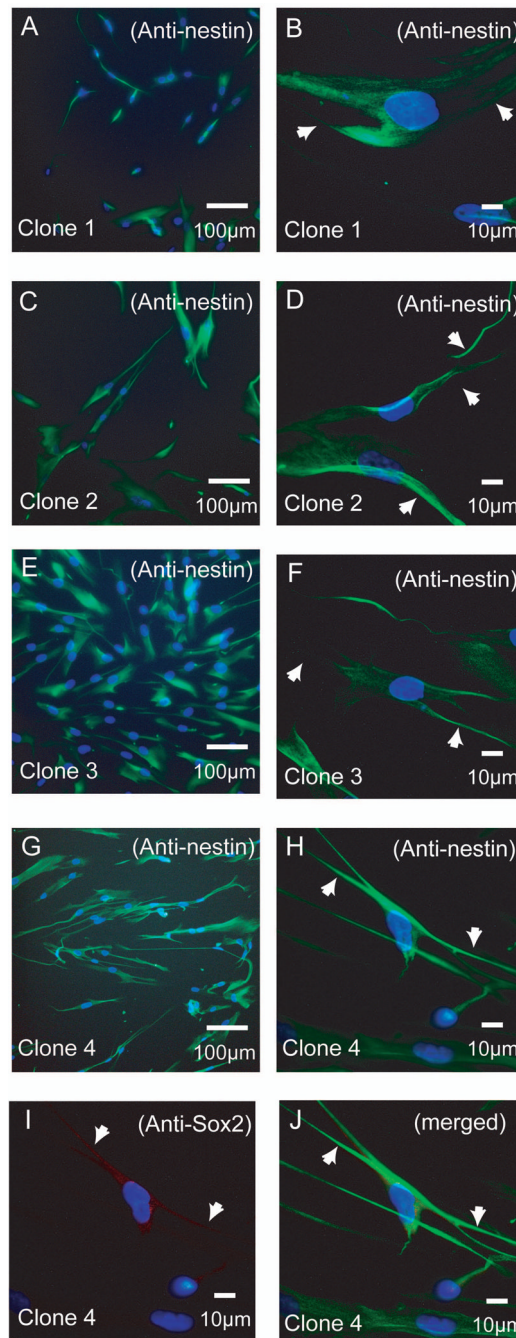 A (Anti-nestin)
Clone 1 100µm
B (Anti-nestin)
Clone 1 10µm
C (Anti-nestin)
Clone 2 100µm
D (Anti-nestin)
Clone 2 10µm
E (Anti-nestin)
Clone 3 100µm
F (Anti-nestin)
Clone 3 10µm
G (Anti-nestin)
Clone 4 100µm
H (Anti-nestin)
Clone 4 10µm
I (Anti-Sox2)
Clone 4 10µm
J (merged)
Clone 4 10µm